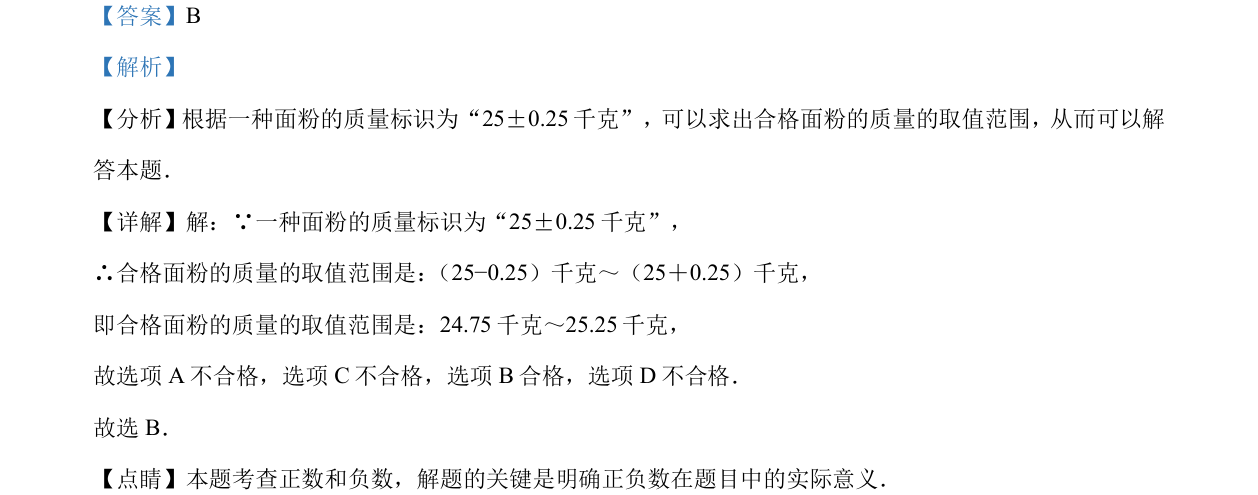 【答案】B
【解析】
【分析】根据一种面粉的质量标识为“25±0.25 千克”，可以求出合格面粉的质量的取值范围，从而可以解
答本题．
【详解】解：∵一种面粉的质量标识为“25±0.25 千克”，
∴合格面粉的质量的取值范围是：（25−0.25）千克～（25＋0.25）千克，
即合格面粉的质量的取值范围是：24.75 千克～25.25 千克，
故选项 A 不合格，选项 C 不合格，选项 B 合格，选项 D 不合格．
故选 B．
【点睛】本题考查正数和负数，解题的关键是明确正负数在题目中的实际意义．